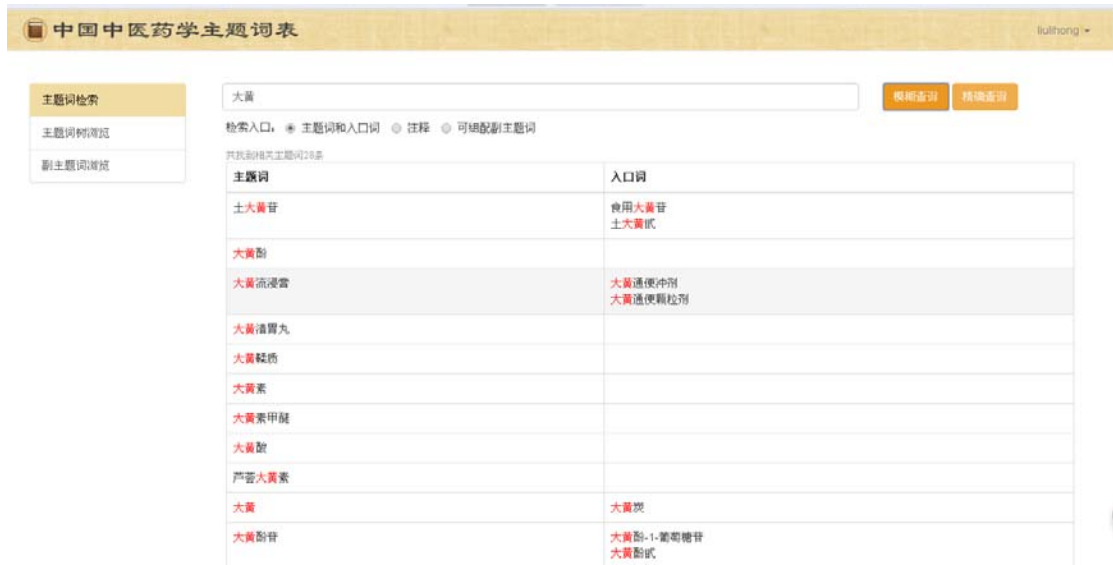 中国中医药学主题词表
liulihong
主题词检索
主题词树浏览
副主题词浏览
大黄
模糊查询 精确查询
检索入口: 主题词和入口词 注释 可组配副主题词
共找到相关主题词28条
主题词 入口词
土大黄苷 食用大黄苷
土大黄甙
大黄酚
大黄流浸膏 大黄通便冲剂
大黄通便颗粒剂
大黄清胃丸
大黄鞣质
大黄素
大黄素甲醚
大黄酸
芦荟大黄素
大黄 大黄炭
大黄酚苷 大黄酚-1-葡萄糖苷
大黄酚甙